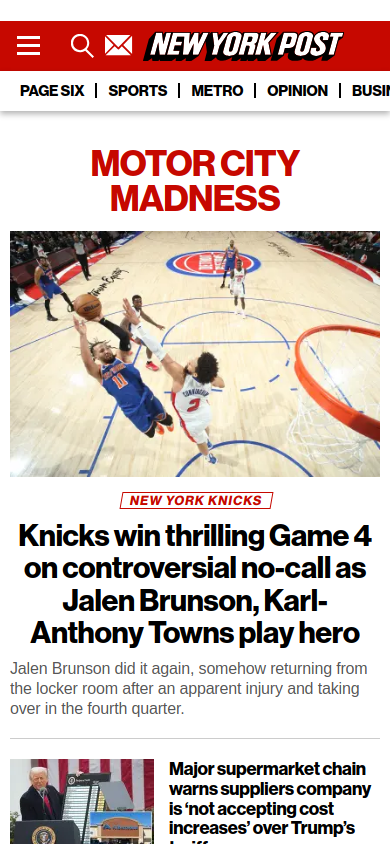 NEW YORK POST
PAGE SIX
SPORTS
METRO
OPINION
BUSI
MOTOR CITY
MADNESS
11
CUNNINGHAM
2
NEW YORK KNICKS
Knicks win thrilling Game 4
on controversial no-call as
Jalen Brunson, Karl-
Anthony Towns play hero
Jalen Brunson did it again, somehow returning from
the locker room after an apparent injury and taking
over in the fourth quarter.
Major supermarket chain
warns suppliers company
is ‘not accepting cost
increases’ over Trump’s